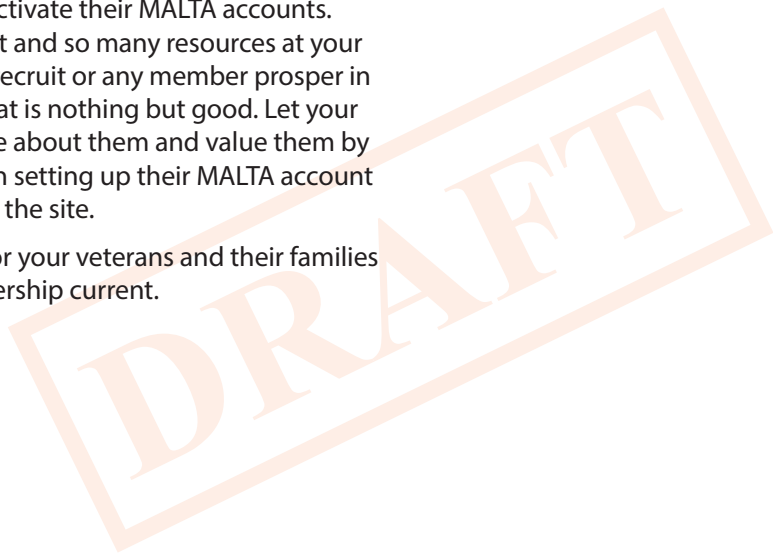 ctivate their MALTA accounts.
t and so many resources at your
ecruit or any member prosper in
at is nothing but good. Let your
e about them and value them by
n setting up their MALTA account
the site.
or your veterans and their families
ership current.
DRAFT